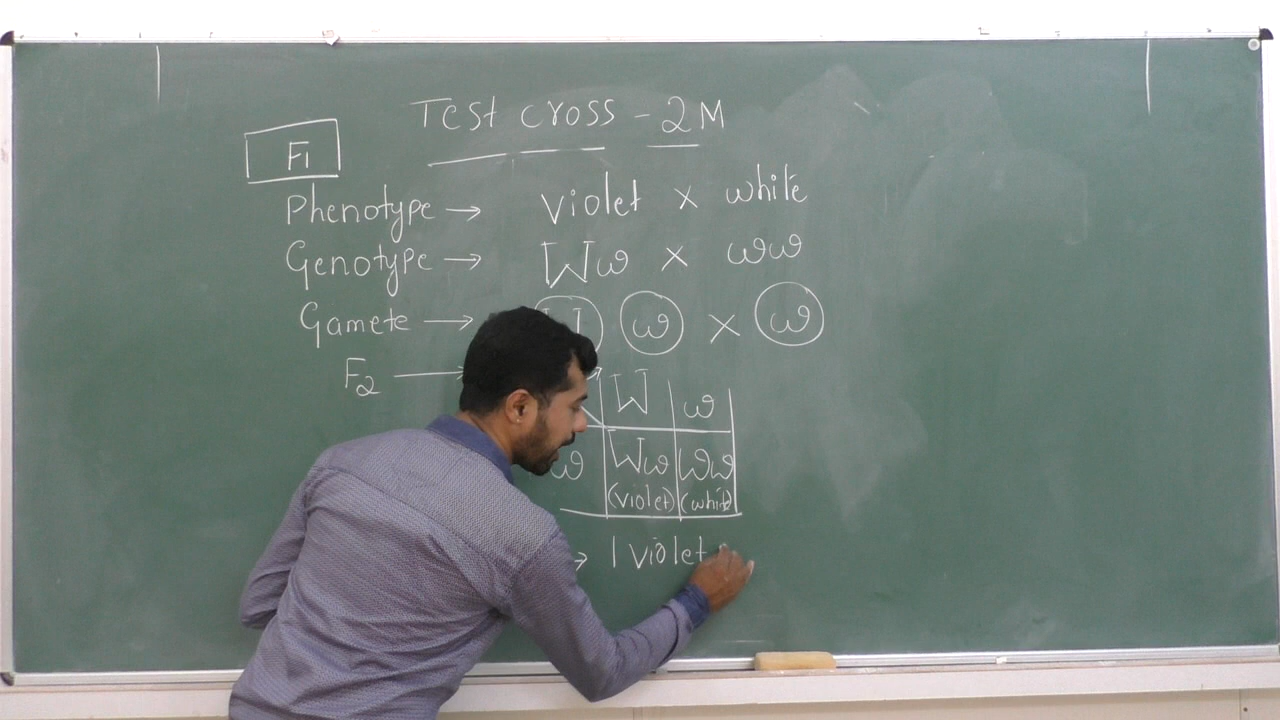 Test cross - 2M
F1
Phenotype → violet × white
Genotype → Ww × ww
Gamete → W w × w
F2 → W w
w Ww ww
(violet) (white)
→ 1 violet